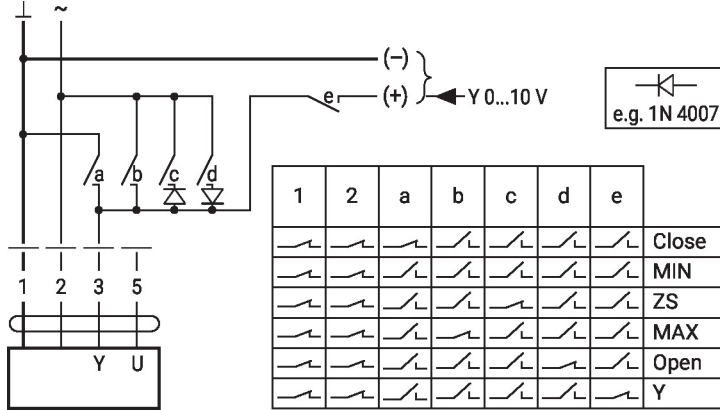 ⊥ ~
(–)
e (+) Y 0...10 V
e.g. 1N 4007
a b c d
1 2 a b c d e
Close
MIN
ZS
MAX
Open
Y
1 2 3 5
Y U